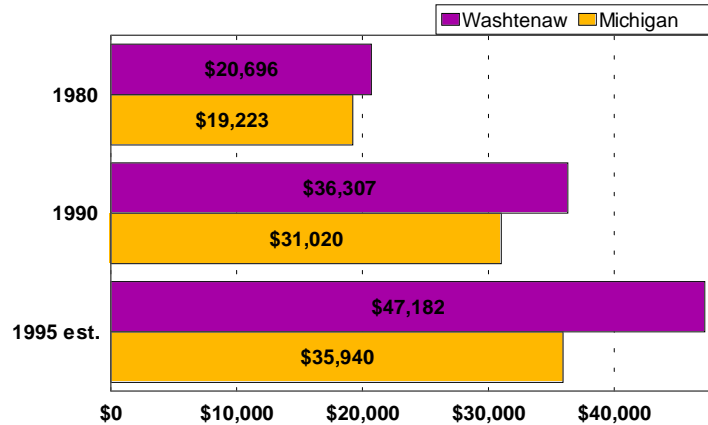 Washtenaw Michigan
$20,696
1980
$19,223
$36,307
1990
$31,020
$47,182
1995 est.
$35,940
$0 $10,000 $20,000 $30,000 $40,000